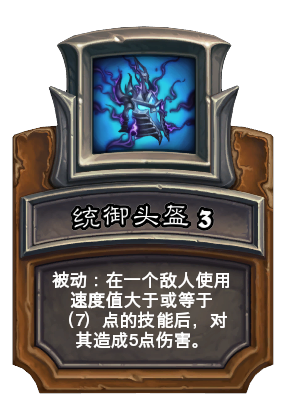 统御头盔 3
被动：在一个敌人使用
速度值大于或等于
（7）点的技能后，对
其造成5点伤害。